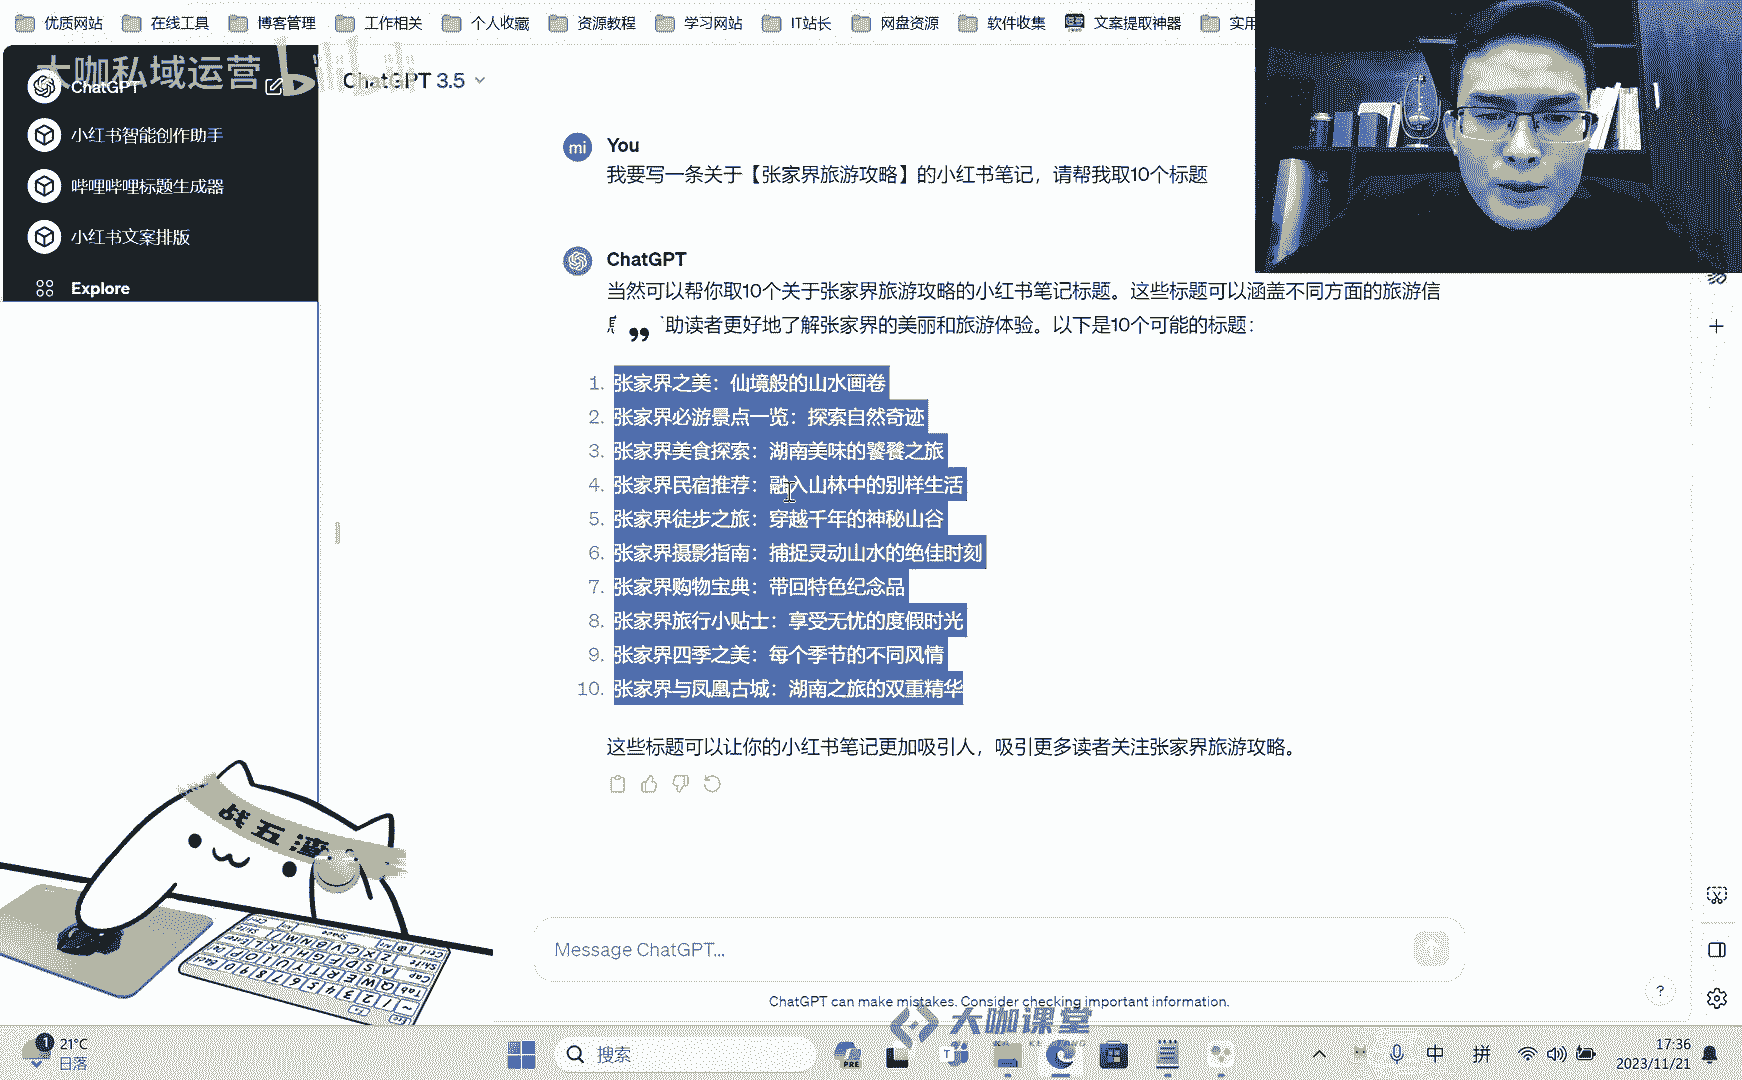 优质网站
在线工具
博客管理
工作相关
个人收藏
资源教程
学习网站
IT站长
网盘资源
软件收集
文案提取神器
实用
大咖私域运营
ChatGPT
小红书智能创作助手
哔哩哔哩标题生成器
小红书文案排版
Explore
ChatGPT 3.5
mi
You
我要写一条关于【张家界旅游攻略】的小红书笔记，请帮我取10个标题
ChatGPT
当然可以帮你取10个关于张家界旅游攻略的小红书笔记标题。这些标题可以涵盖不同方面的旅游信
助读者更好地了解张家界的美丽和旅游体验。以下是10个可能的标题：
1. 张家界之美：仙境般的山水画卷
2. 张家界必游景点一览：探索自然奇迹
3. 张家界美食探索：湖南美味的饕餮之旅
4. 张家界民宿推荐：融入山林中的别样生活
5. 张家界徒步之旅：穿越千年的神秘山谷
6. 张家界摄影指南：捕捉灵动山水的绝佳时刻
7. 张家界购物宝典：带回特色纪念品
8. 张家界旅行小贴士：享受无忧的度假时光
9. 张家界四季之美：每个季节的不同风情
10. 张家界与凤凰古城：湖南之旅的双重精华
这些标题可以让你的小红书笔记更加吸引人，吸引更多读者关注张家界旅游攻略。
战五渣
Message ChatGPT...
ChatGPT can make mistakes. Consider checking important information.
?
大咖课堂
1
21°C
日落
搜索
PRE
中
拼
17:36
2023/11/21